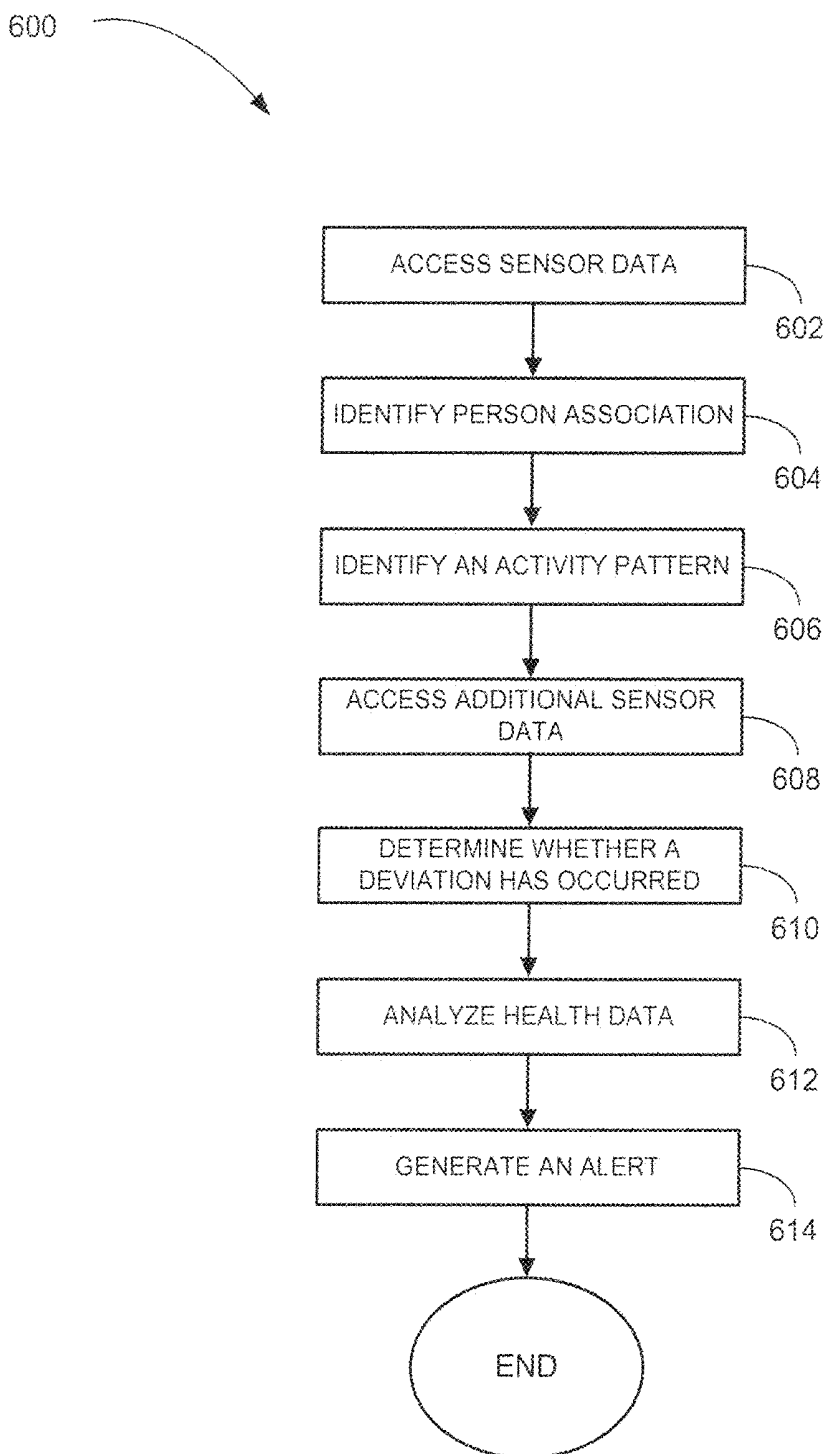 600
ACCESS SENSOR DATA
602
IDENTIFY PERSON ASSOCIATION
604
IDENTIFY AN ACTIVITY PATTERN
606
ACCESS ADDITIONAL SENSOR
DATA
608
DETERMINE WHETHER A
DEVIATION HAS OCCURRED
610
ANALYZE HEALTH DATA
612
GENERATE AN ALERT
614
END